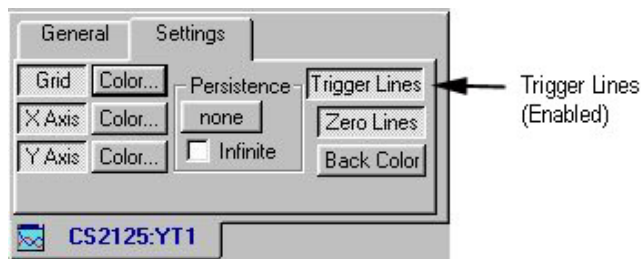 General Settings
Grid Color... Persistence Trigger Lines
X Axis Color... none Zero Lines
Y Axis Color... Infinite Back Color
CS2125:YT1
Trigger Lines
(Enabled)